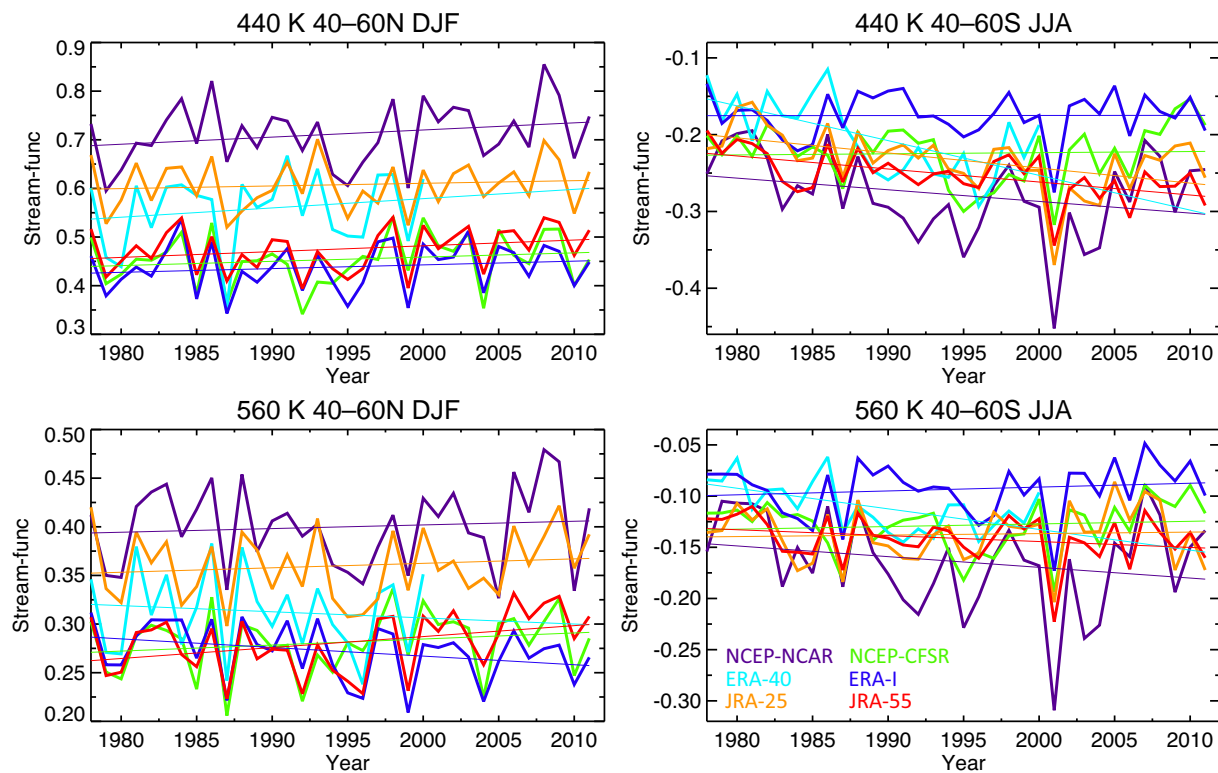 440 K 40–60N DJF
0.9
0.8
0.7
0.6
0.5
0.4
0.3
Stream-func
1980 1985 1990 1995 2000 2005 2010
Year
440 K 40–60S JJA
-0.1
-0.2
-0.3
-0.4
Stream-func
1980 1985 1990 1995 2000 2005 2010
Year
560 K 40–60N DJF
0.50
0.45
0.40
0.35
0.30
0.25
0.20
Stream-func
1980 1985 1990 1995 2000 2005 2010
Year
560 K 40–60S JJA
-0.05
-0.10
-0.15
-0.20
-0.25
-0.30
Stream-func
NCEP-NCAR NCEP-CFSR
ERA-40 ERA-I
JRA-25 JRA-55
1980 1985 1990 1995 2000 2005 2010
Year